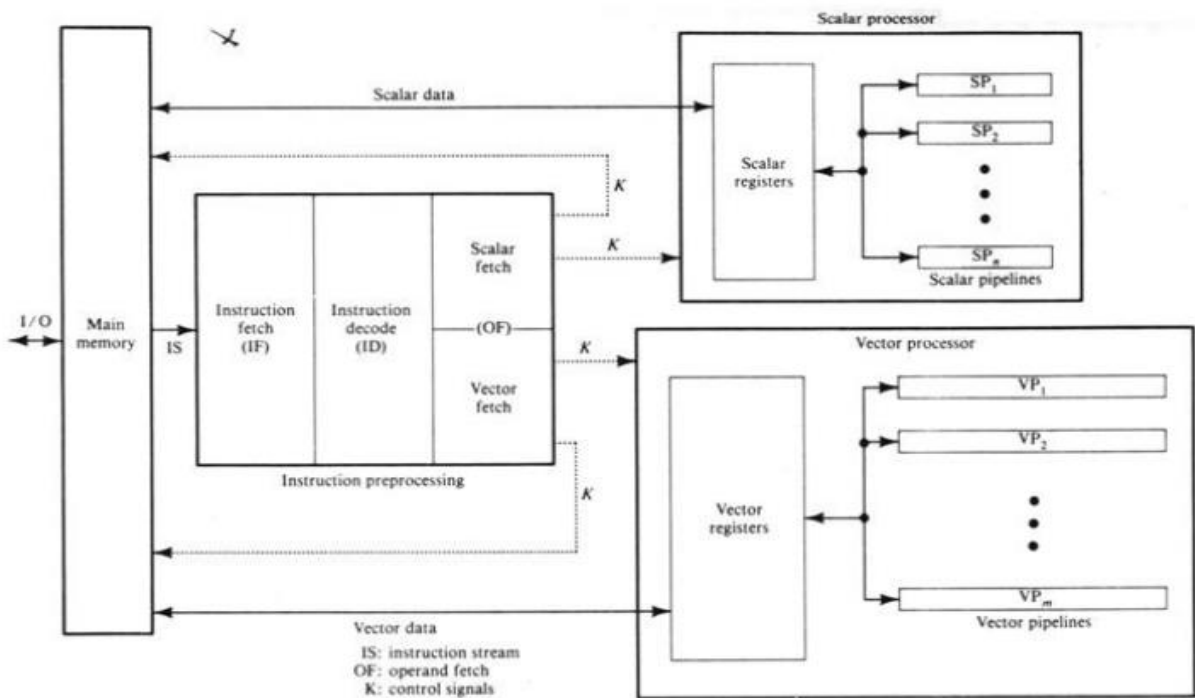 Scalar processor
SP₁
Scalar data
SP₂
Scalar
registers
K
Scalar
fetch
K
SPₙ
Scalar pipelines
I/O
Main
memory
IS
Instruction
fetch
(IF)
Instruction
decode
(ID)
(OF)
K
Vector
fetch
Instruction preprocessing
K
Vector processor
VP₁
VP₂
Vector
registers
VPₘ
Vector pipelines
Vector data
IS: instruction stream
OF: operand fetch
K: control signals